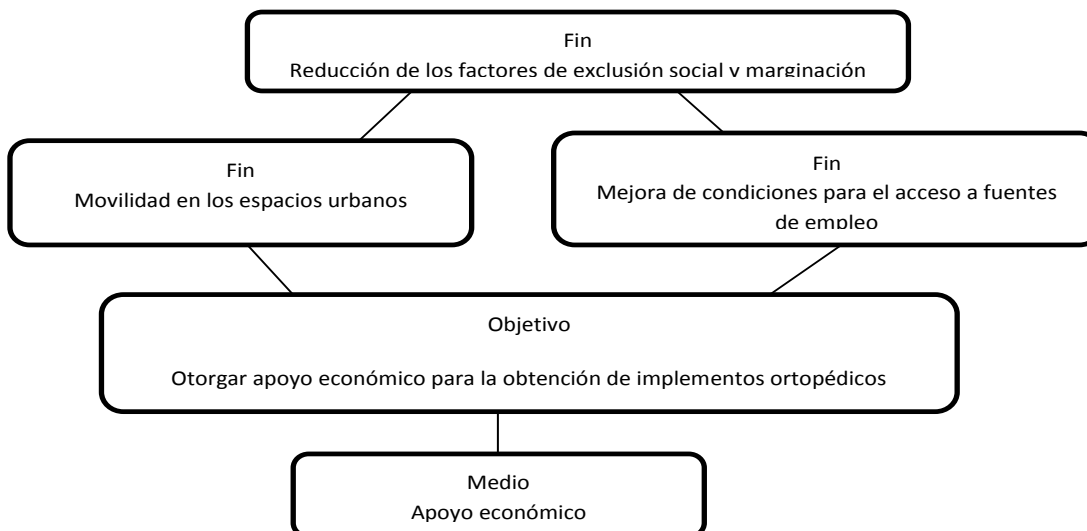 Fin
Reducción de los factores de exclusión social y marginación
Fin
Movilidad en los espacios urbanos
Fin
Mejora de condiciones para el acceso a fuentes
de empleo
Objetivo
Otorgar apoyo económico para la obtención de implementos ortopédicos
Medio
Apoyo económico